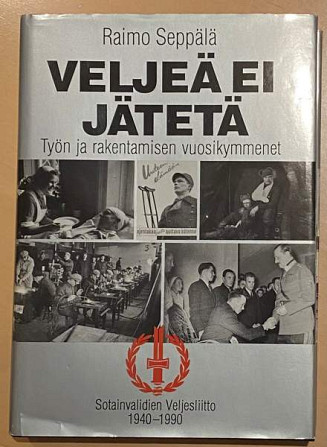 Raimo Seppälä
VELJEÄ EI
JÄTETÄ
Työn ja rakentamisen vuosikymmenet
Sotainvalidien Veljesliitto
1940–1990